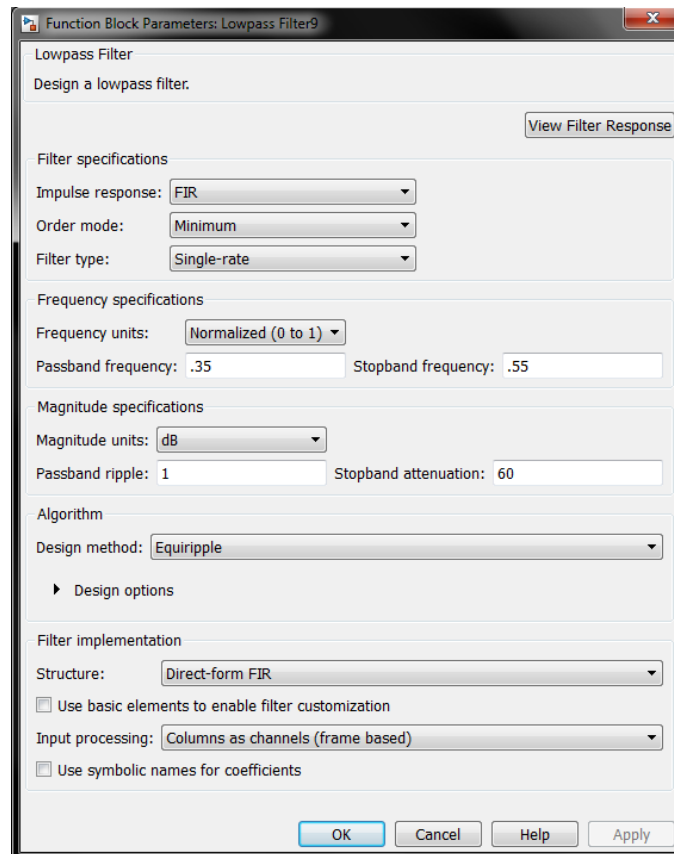 Function Block Parameters: Lowpass Filter9
Lowpass Filter
Design a lowpass filter.
View Filter Response
Filter specifications
Impulse response: FIR
Order mode: Minimum
Filter type: Single-rate
Frequency specifications
Frequency units: Normalized (0 to 1)
Passband frequency: .35 Stopband frequency: .55
Magnitude specifications
Magnitude units: dB
Passband ripple: 1 Stopband attenuation: 60
Algorithm
Design method: Equiripple
Design options
Filter implementation
Structure: Direct-form FIR
Use basic elements to enable filter customization
Input processing: Columns as channels (frame based)
Use symbolic names for coefficients
OK Cancel Help Apply